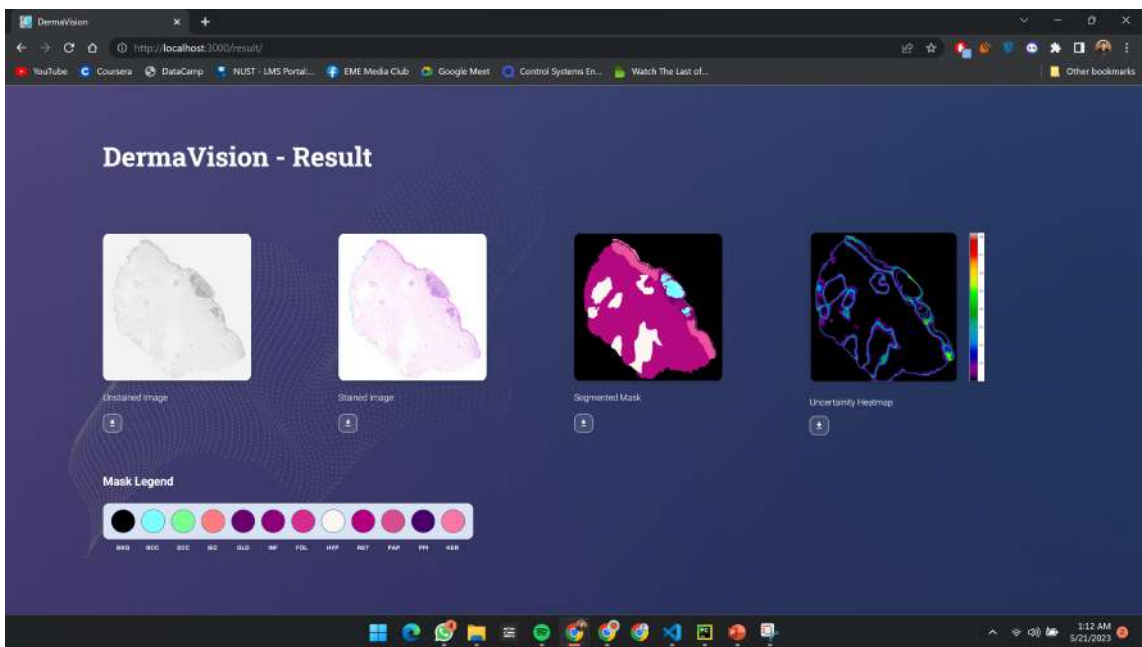 DermaVision
http://localhost:3000/result/
YouTube Coursera DataCamp NUST - LMS Portal:... EME Media Club Google Meet Control Systems En... Watch The Last of... Other bookmarks
DermaVision - Result
Unstained Image Stained Image Segmented Mask Uncertainity Heatmap
Mask Legend
BKG BCC SCC IEC GLD INF FOL HYP RET PAP PPI KER
1:12 AM
5/21/2023